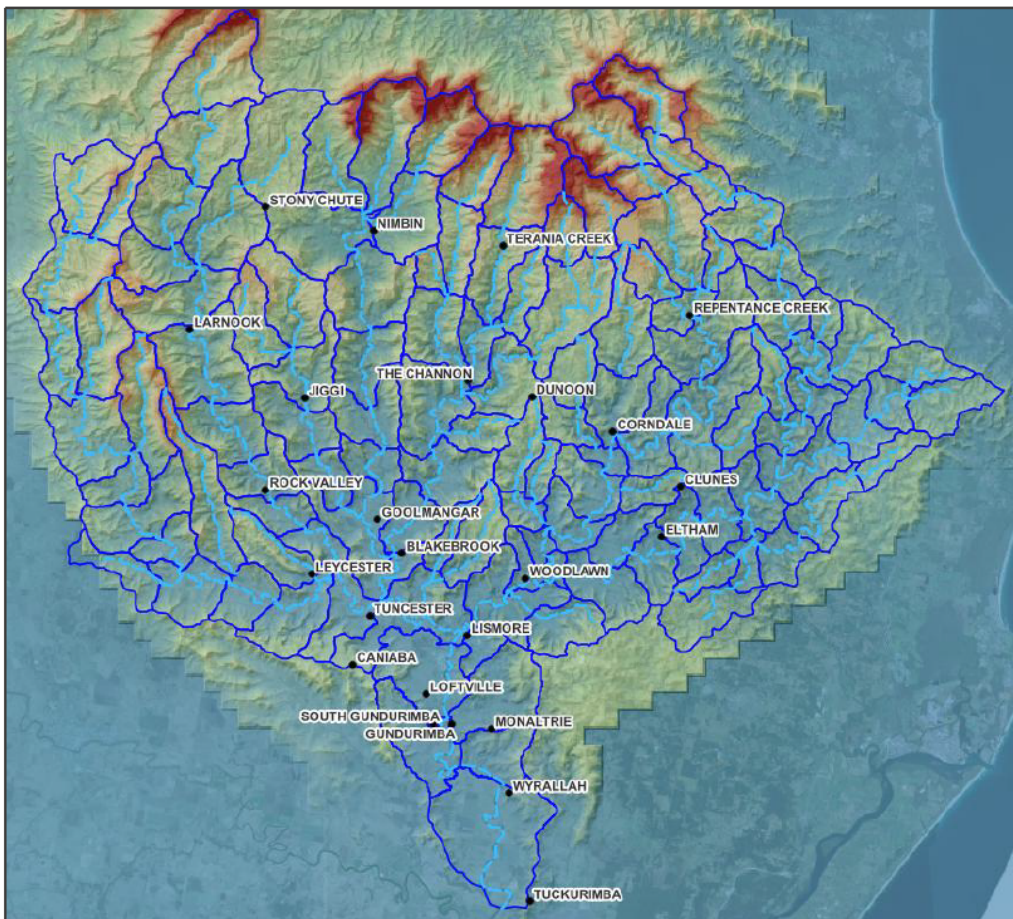 STONY CHUTE
NIMBIN
TERANIA CREEK
REPENTANCE CREEK
LARNOOK
THE CHANNON
JIGGI
DUNOON
CORNDALE
ROCK VALLEY
CLUNES
GOOLMANGAR
ELTHAM
BLAKEBROOK
LEYCESTER
WOODLAWN
TUNCESTER
LISMORE
CANIABA
LOFTVILLE
SOUTH GUNDURIMBA
GUNDURIMBA
MONALTRIE
WYRALLAH
TUCKURIMBA